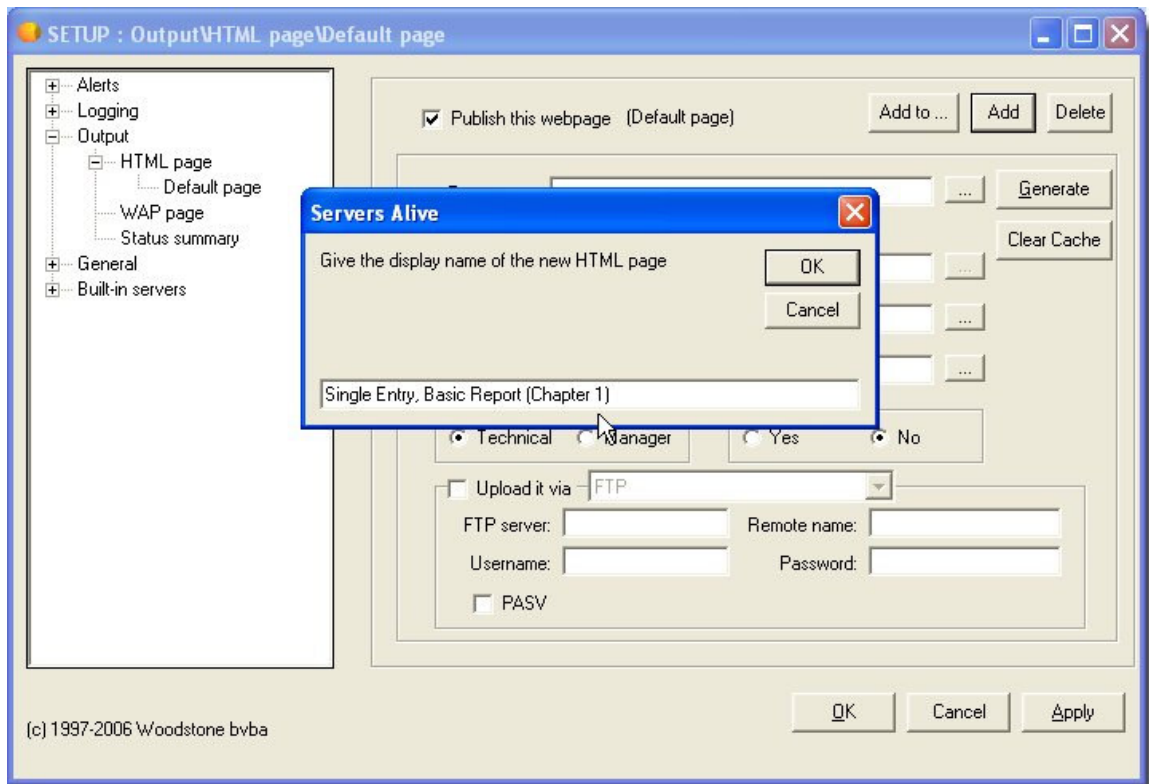 SETUP : Output\HTML page\Default page
Alerts
Logging
Output
HTML page
Default page
WAP page
Status summary
General
Built-in servers
Publish this webpage (Default page)
Add to ...
Add
Delete
...
Generate
Clear Cache
...
...
...
Servers Alive
Give the display name of the new HTML page
OK
Cancel
Single Entry, Basic Report (Chapter 1)
Technical
Manager
Yes
No
Upload it via
FTP
FTP server:
Remote name:
Username:
Password:
PASV
(c) 1997-2006 Woodstone bvba
OK
Cancel
Apply